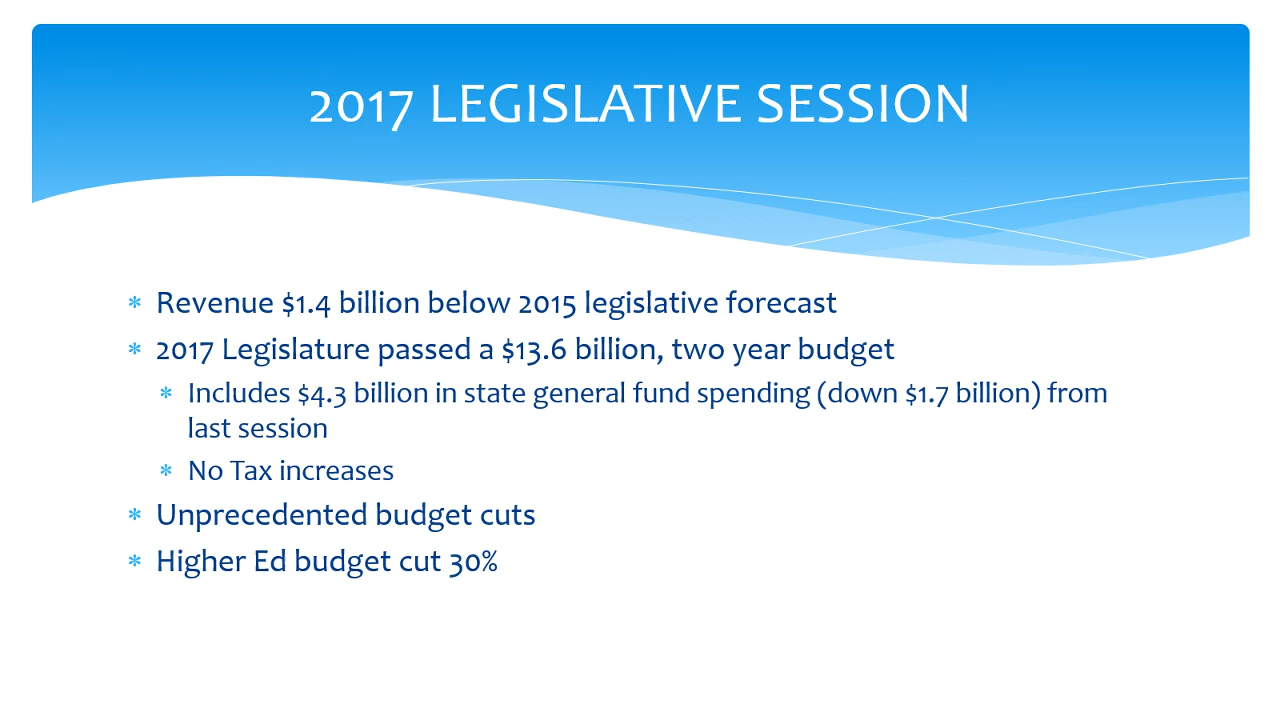 2017 LEGISLATIVE SESSION
* Revenue $1.4 billion below 2015 legislative forecast
* 2017 Legislature passed a $13.6 billion, two year budget
* Includes $4.3 billion in state general fund spending (down $1.7 billion) from
last session
* No Tax increases
* Unprecedented budget cuts
* Higher Ed budget cut 30%